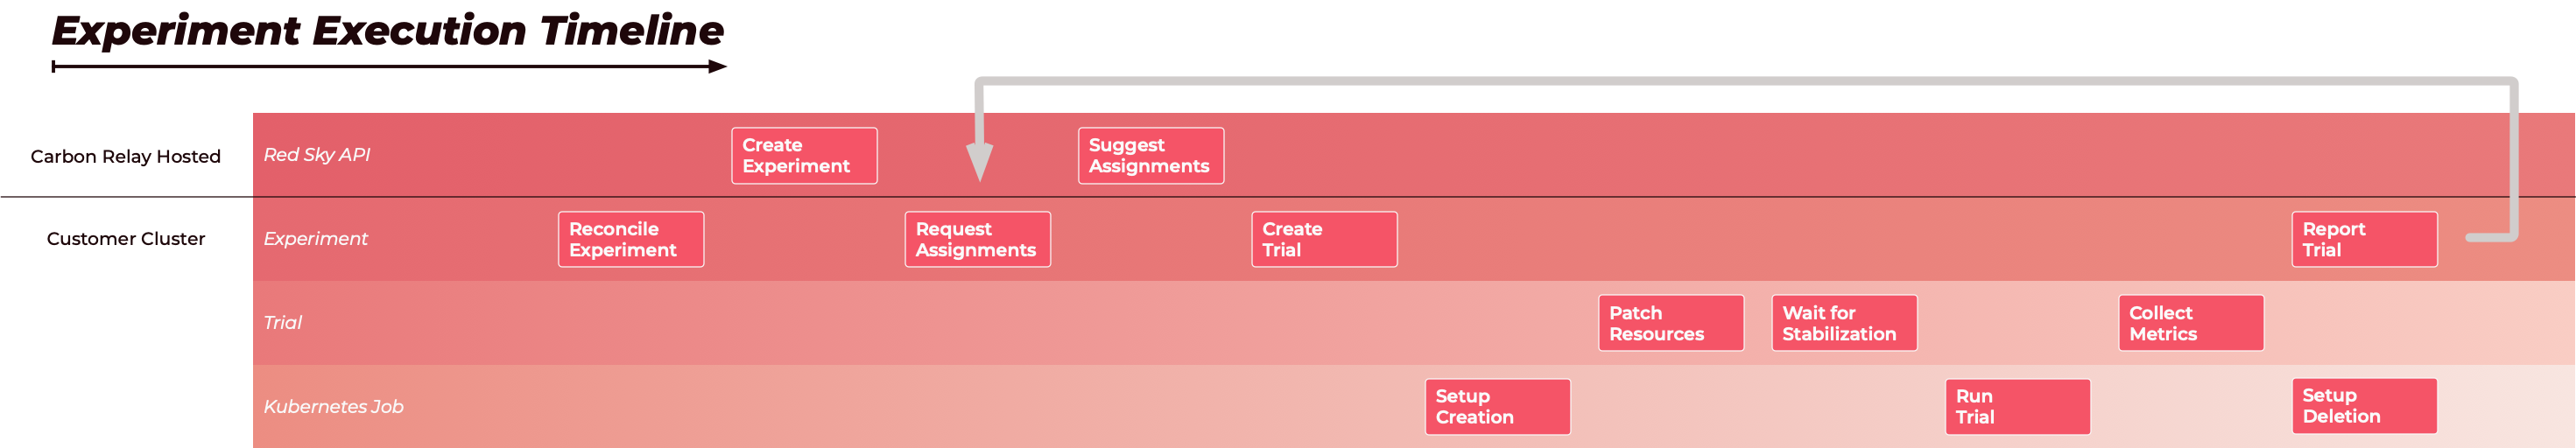 Experiment Execution Timeline
Carbon Relay Hosted
Red Sky API
Create
Experiment
Suggest
Assignments
Customer Cluster
Experiment
Reconcile
Experiment
Request
Assignments
Create
Trial
Report
Trial
Trial
Patch
Resources
Wait for
Stabilization
Collect
Metrics
Kubernetes Job
Setup
Creation
Run
Trial
Setup
Deletion